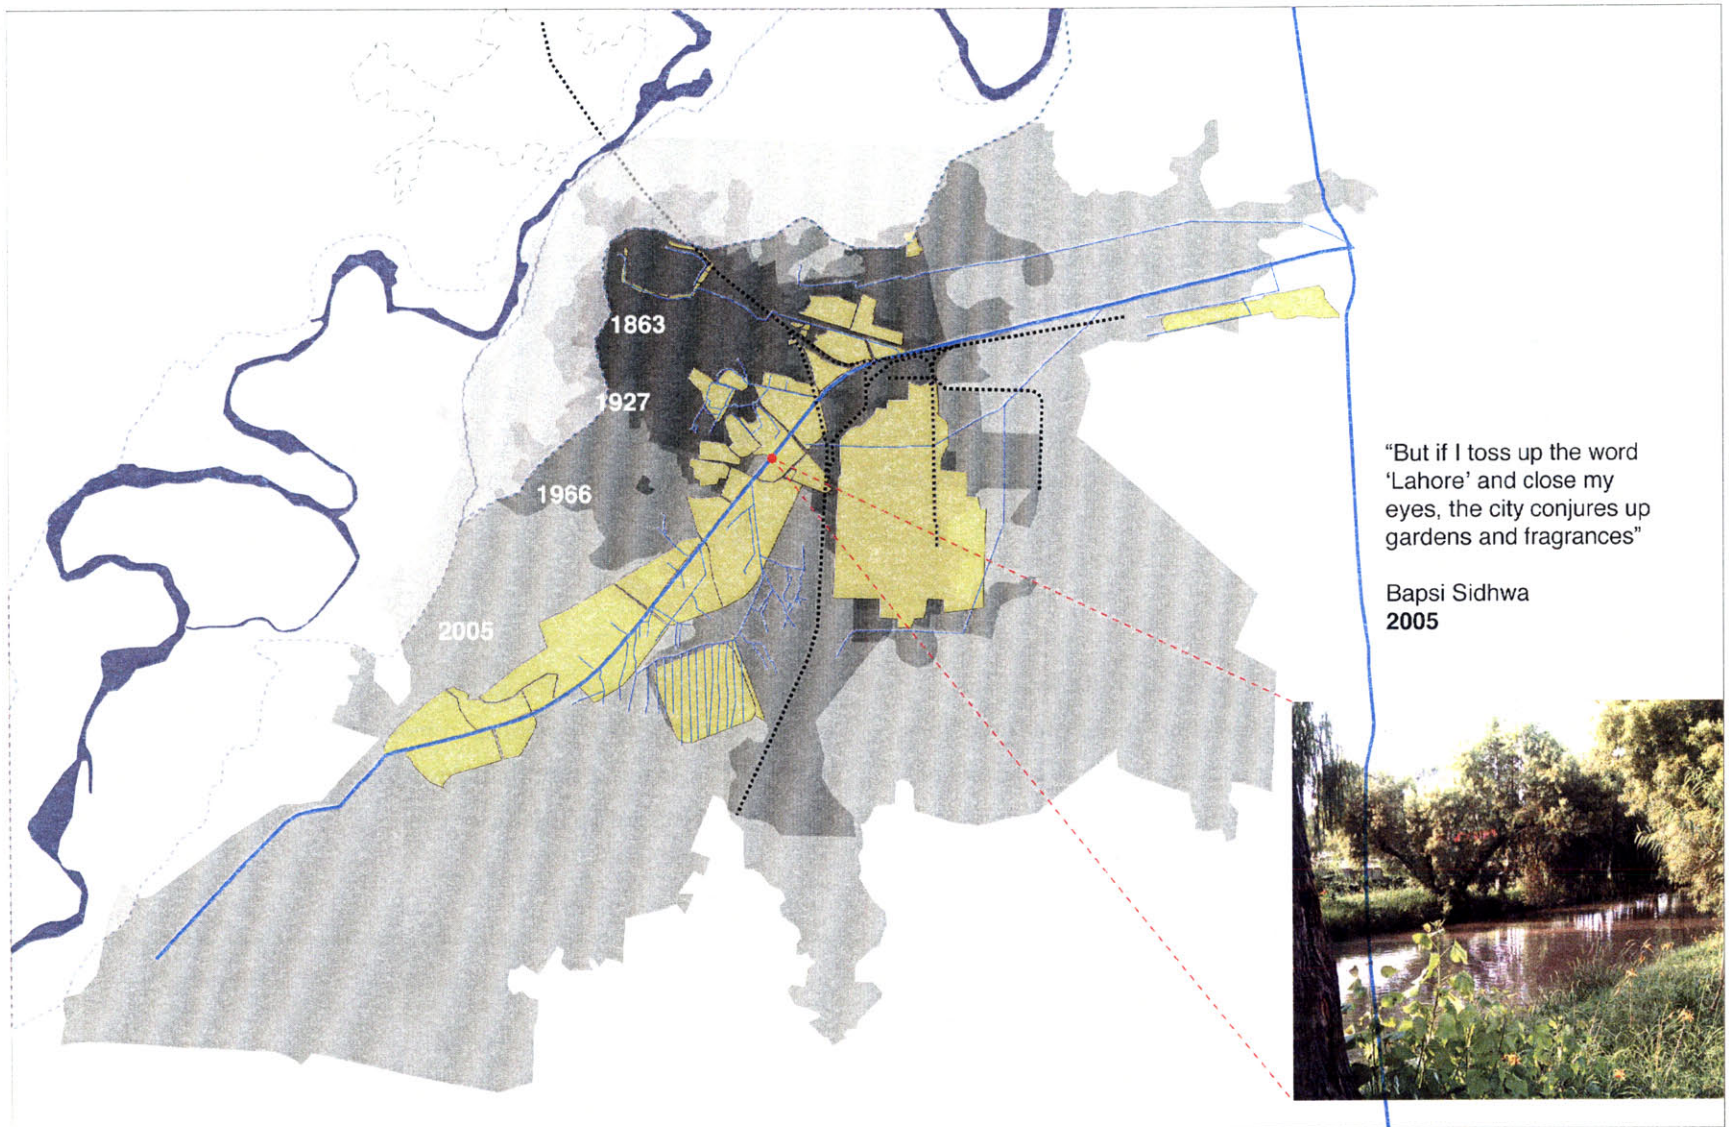 1863
1927
1966
2005
“But if I toss up the word
‘Lahore’ and close my
eyes, the city conjures up
gardens and fragrances”
Bapsi Sidhwa
2005